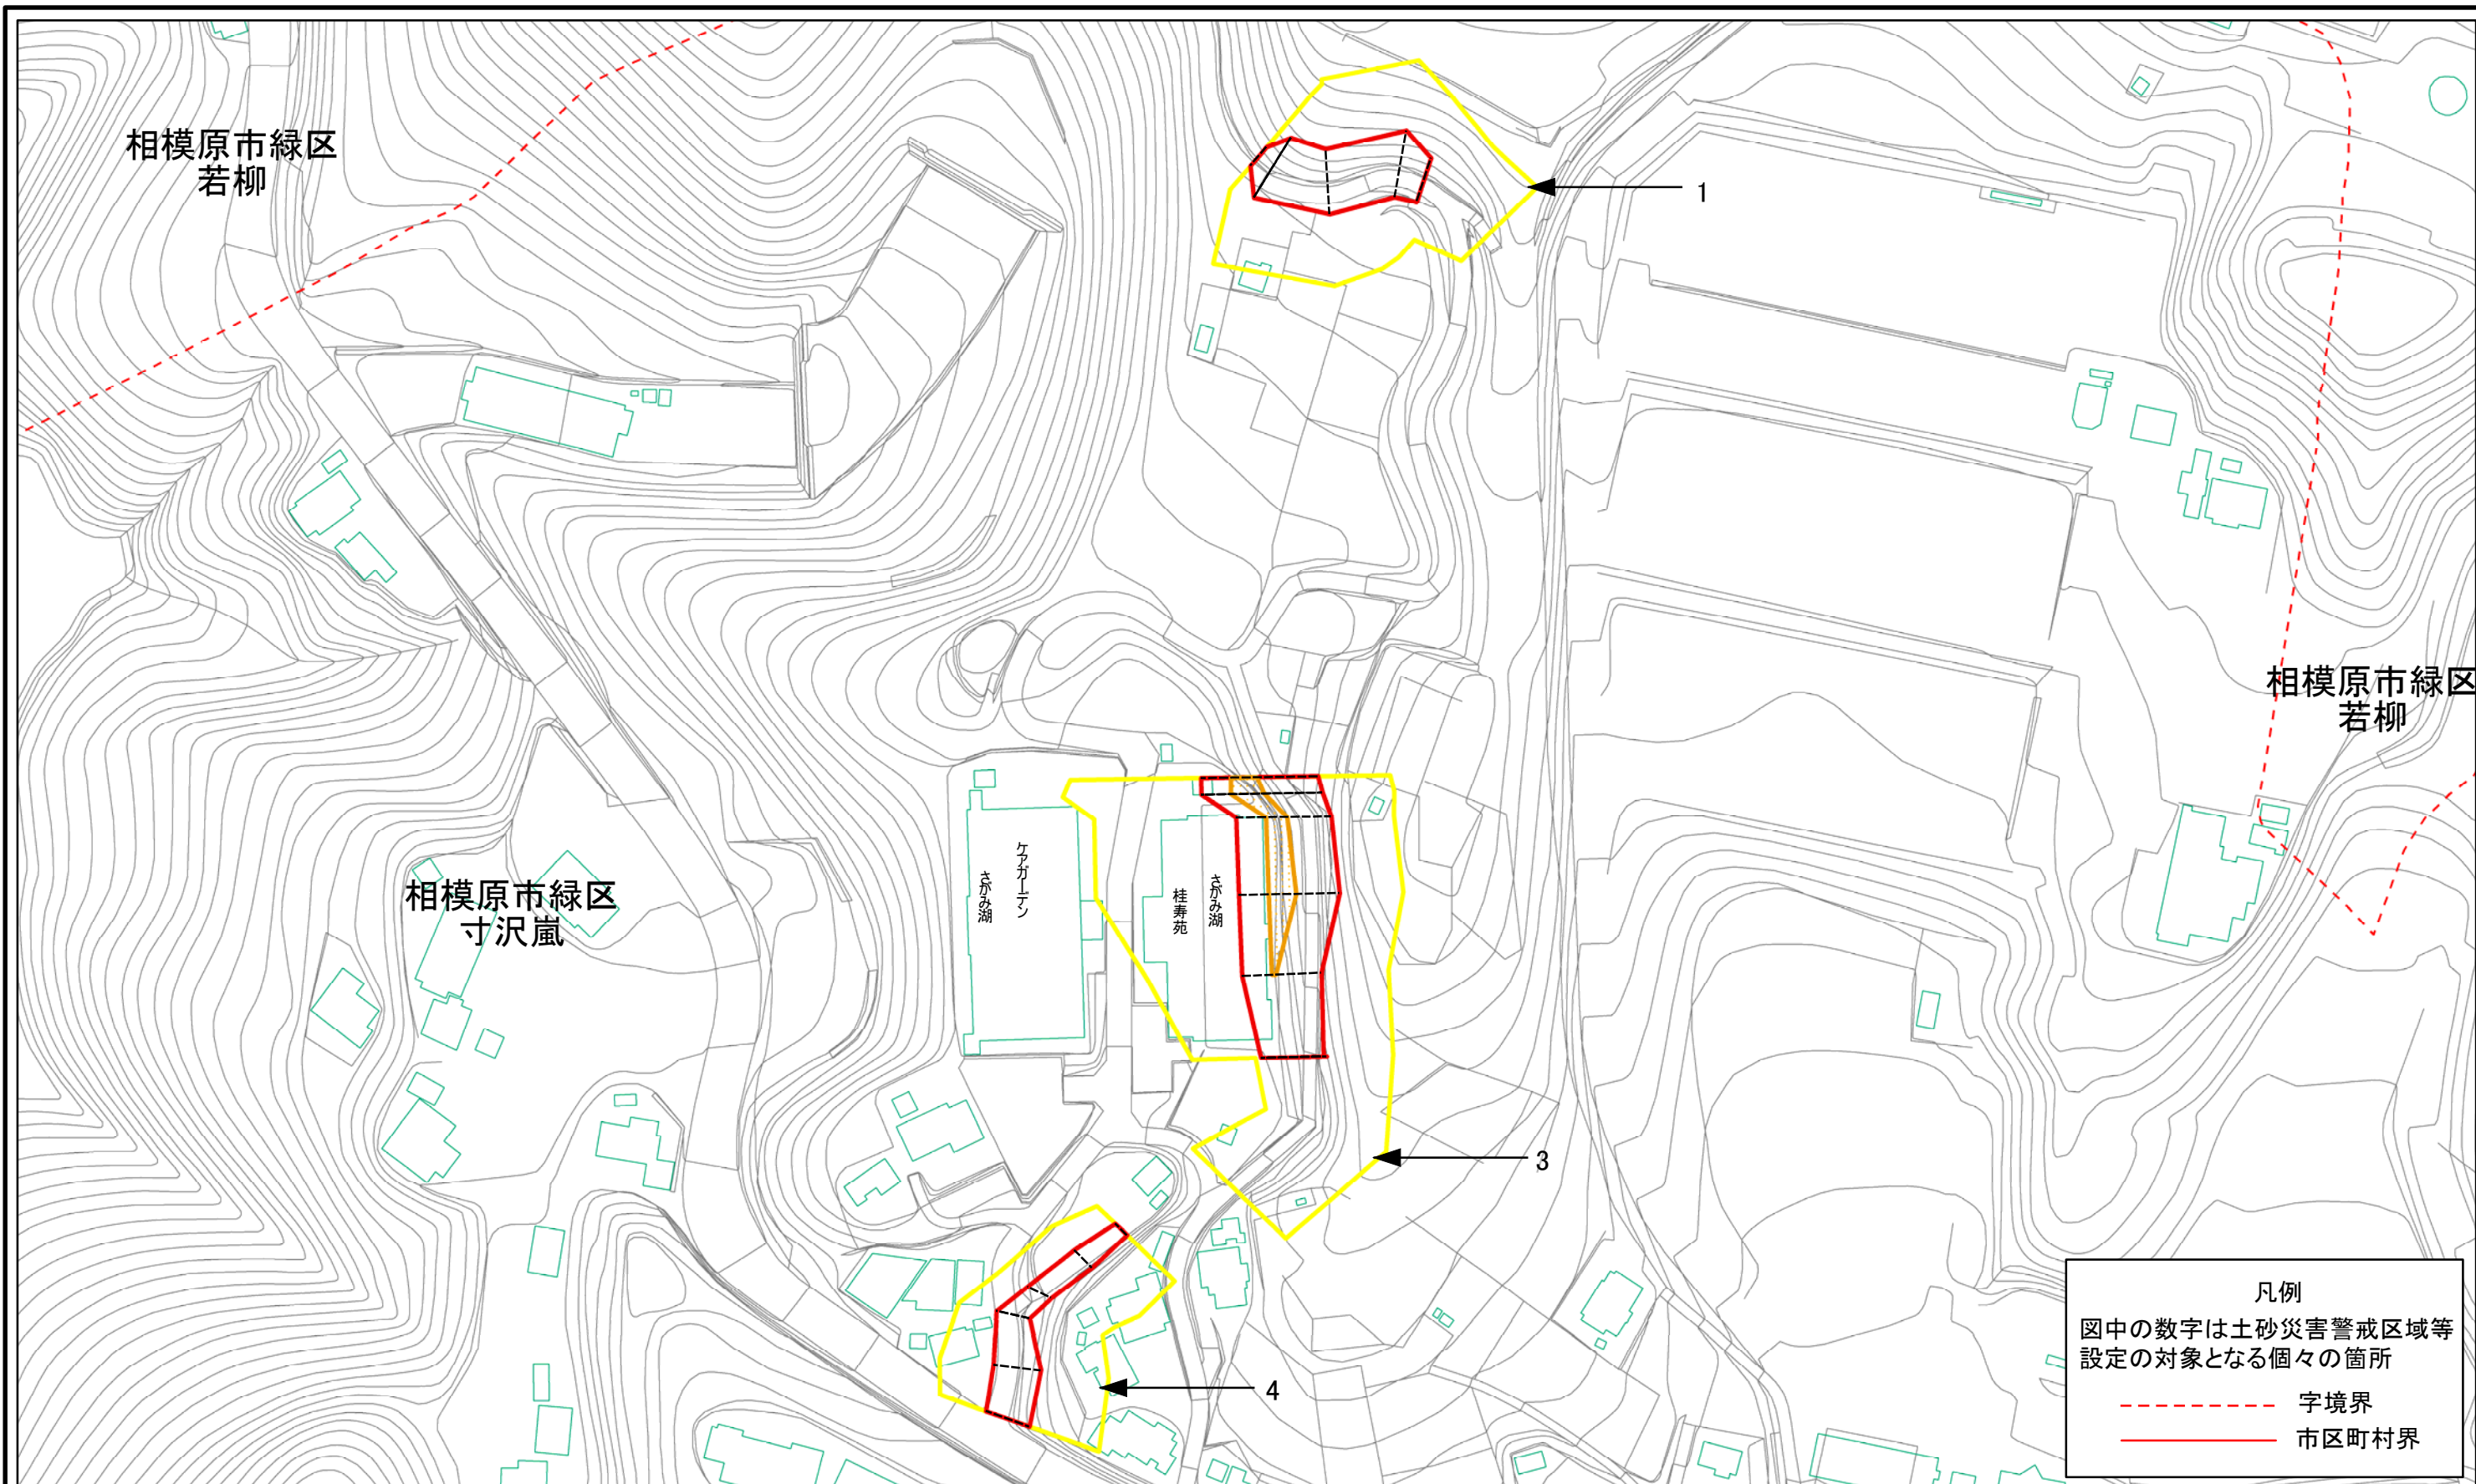 相模原市緑区
若柳
1
相模原市緑区
若柳
ケアガーデン
さがみ湖
さがみ湖
桂寿苑
相模原市緑区
寸沢嵐
3
4
凡例
図中の数字は土砂災害警戒区域等
設定の対象となる個々の箇所
字境界
市区町村界